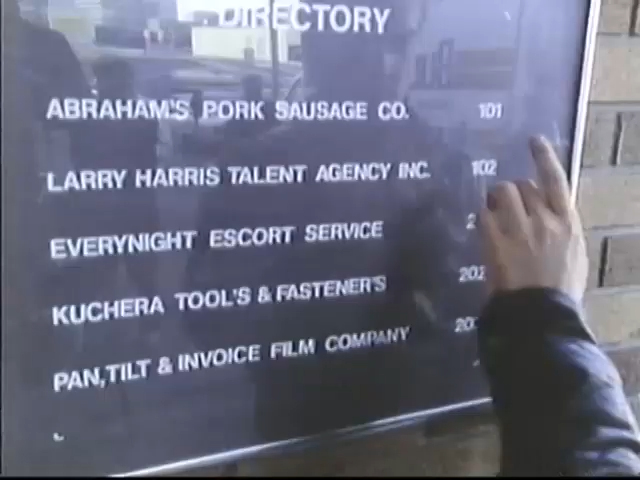 DIRECTORY
ABRAHAM'S PORK SAUSAGE CO. 101
LARRY HARRIS TALENT AGENCY INC. 102
EVERYNIGHT ESCORT SERVICE
KUCHERA TOOL'S & FASTENER'S 202
PAN,TILT & INVOICE FILM COMPANY